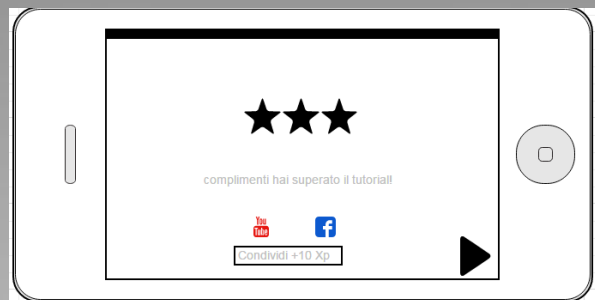 complimenti hai superato il tutorial!
You
Tube
Condividi +10 Xp